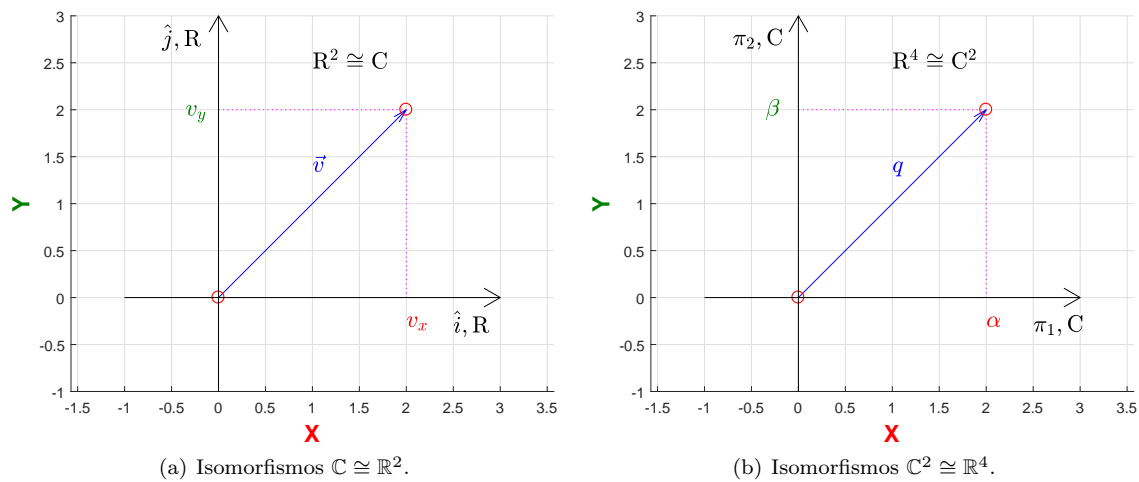 3
ĵ, R
R² ≅ C
2.5
v_y
2
1.5
v⃗
Y
1
0.5
0
v_x
î, R
-0.5
-1
-1.5 -1 -0.5 0 0.5 1 1.5 2 2.5 3 3.5
X
(a) Isomorfismos ℂ ≅ ℝ².
3
π₂, C
R⁴ ≅ C²
2.5
β
2
1.5
q
Y
1
0.5
0
α
π₁, C
-0.5
-1
-1.5 -1 -0.5 0 0.5 1 1.5 2 2.5 3 3.5
X
(b) Isomorfismos ℂ² ≅ ℝ⁴.